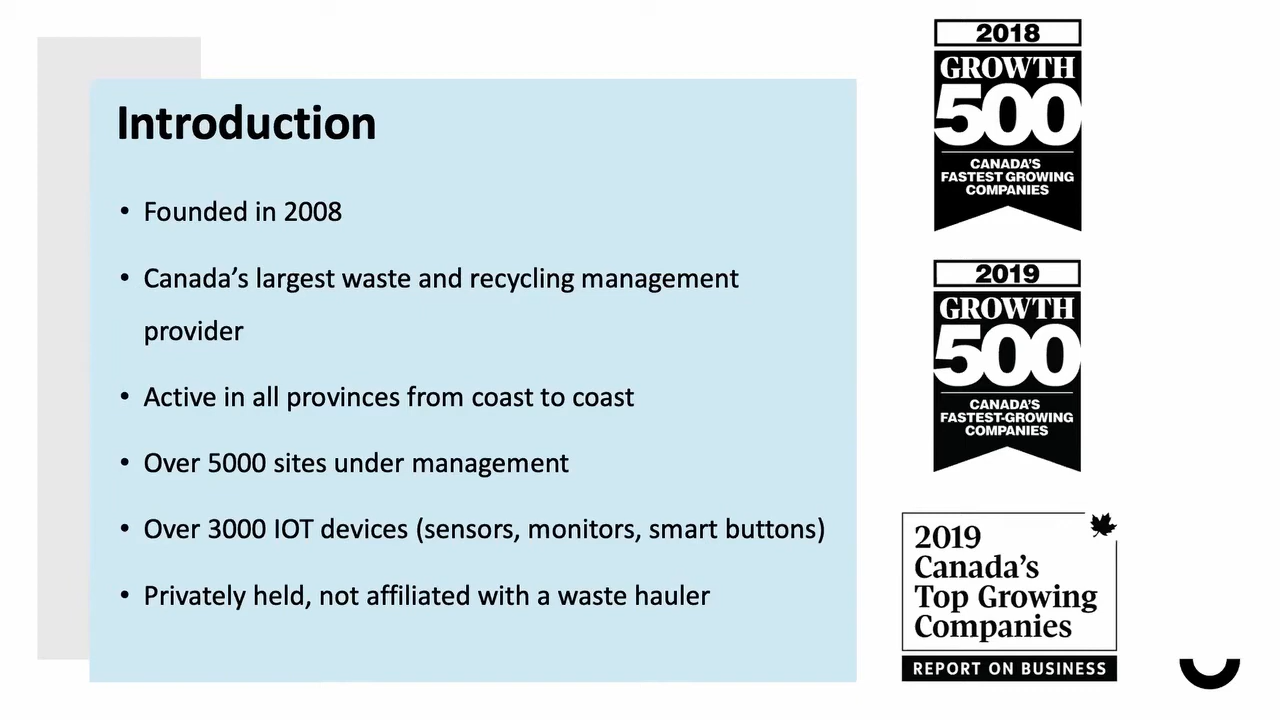 Introduction
• Founded in 2008
• Canada’s largest waste and recycling management
provider
• Active in all provinces from coast to coast
• Over 5000 sites under management
• Over 3000 IOT devices (sensors, monitors, smart buttons)
• Privately held, not affiliated with a waste hauler
2018
GROWTH
500
CANADA’S
FASTEST GROWING
COMPANIES
2019
GROWTH
500
CANADA’S
FASTEST-GROWING
COMPANIES
2019
Canada’s
Top Growing
Companies
REPORT ON BUSINESS